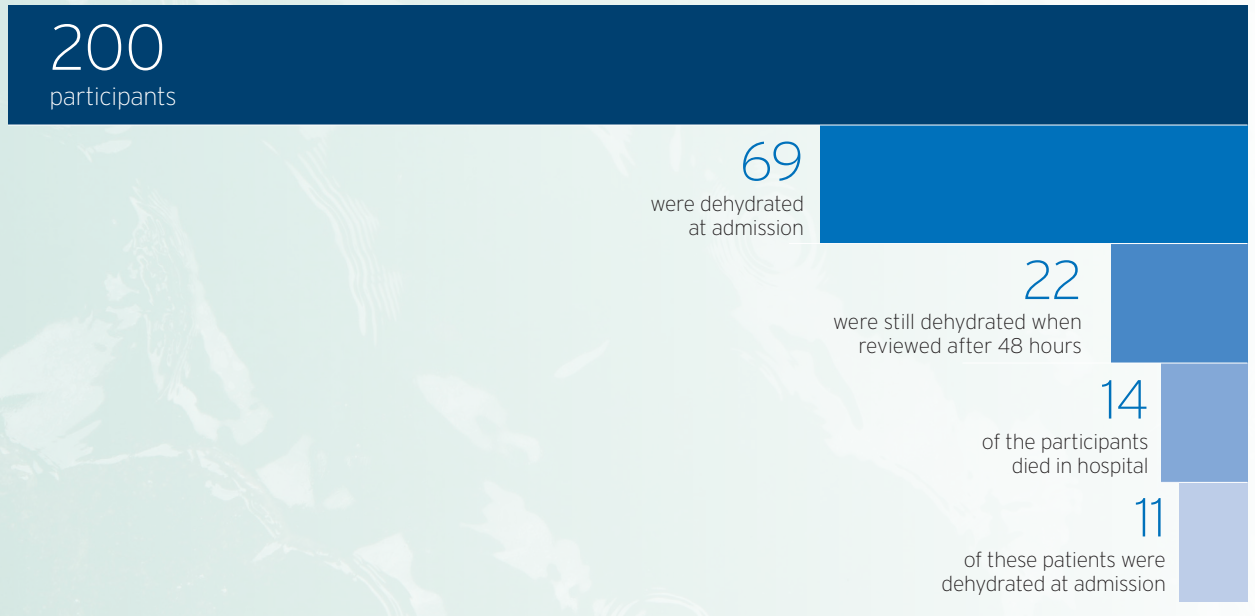 200
participants
69
were dehydrated
at admission
22
were still dehydrated when
reviewed after 48 hours
14
of the participants
died in hospital
11
of these patients were
dehydrated at admission